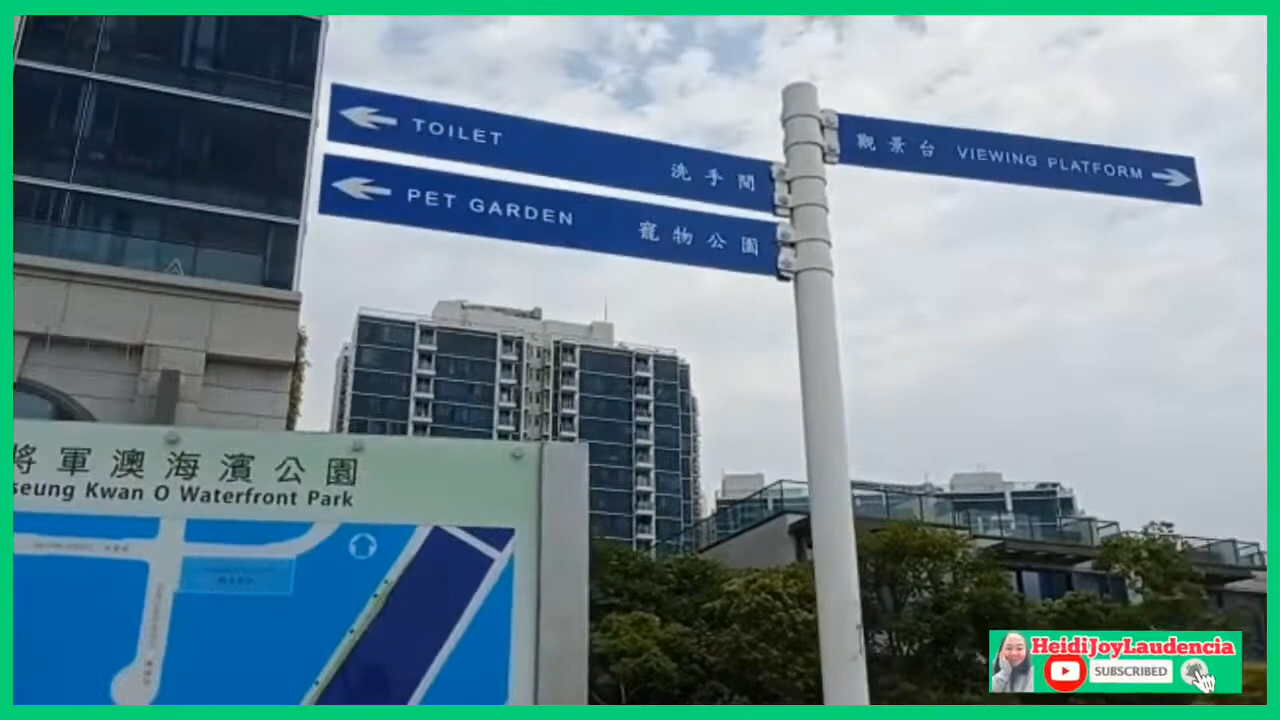 TOILET 洗手間
PET GARDEN 寵物公園
觀景台 VIEWING PLATFORM
將軍澳海濱公園
seung Kwan O Waterfront Park
HeidiJoyLaudencia
SUBSCRIBED